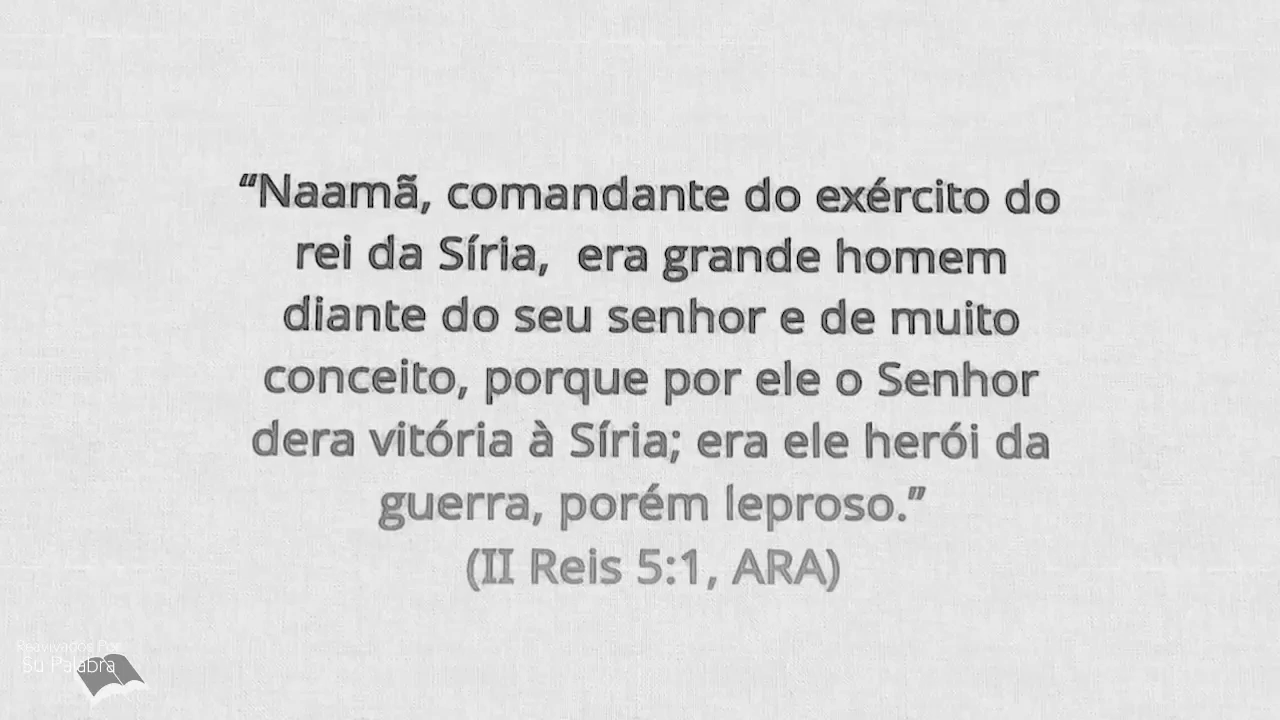 “Naamã, comandante do exército do
rei da Síria,  era grande homem
diante do seu senhor e de muito
conceito, porque por ele o Senhor
dera vitória à Síria; era ele herói da
guerra, porém leproso.”
(II Reis 5:1, ARA)
Reavivados Por
Su Palabra